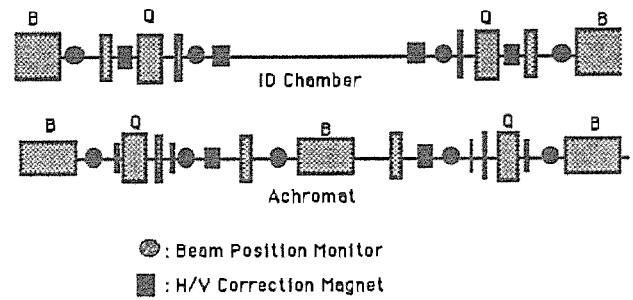 B Q Q B
ID Chamber
B Q B Q B
Achromat
: Beam Position Monitor
: H/V Correction Magnet